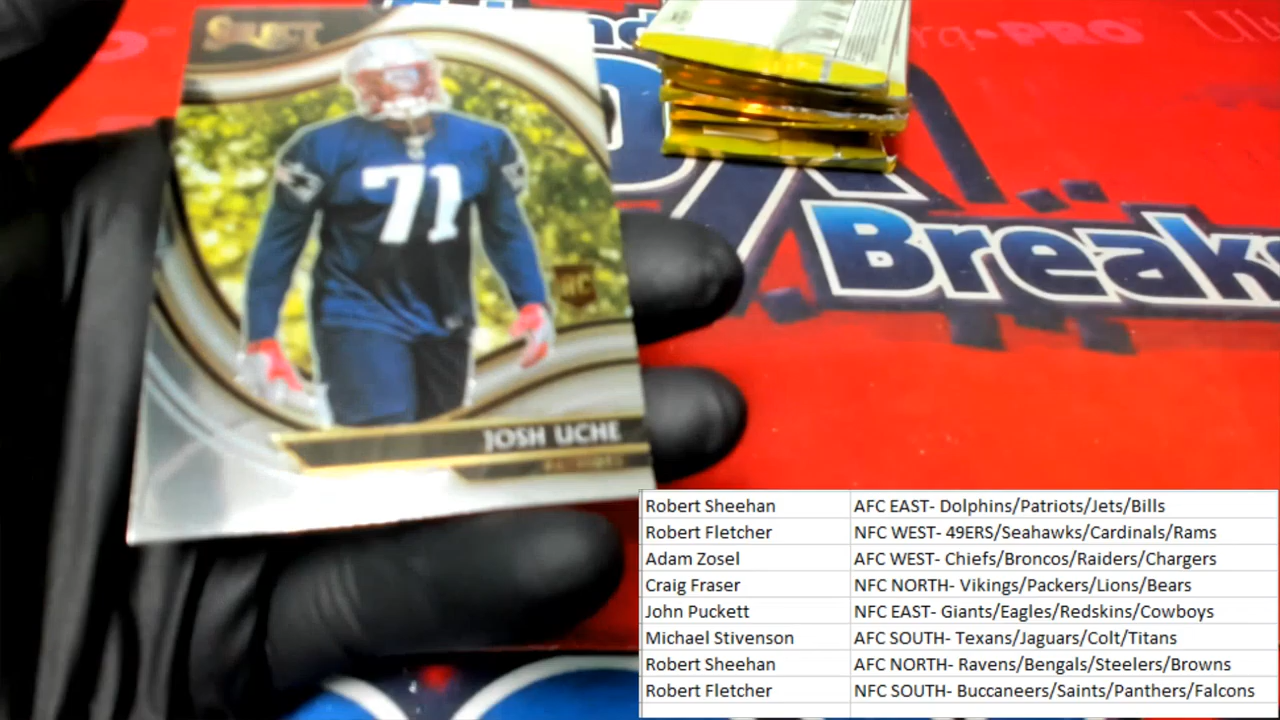 SELECT
71
RC
JOSH UCHE
PRO
Breaks
Robert Sheehan AFC EAST- Dolphins/Patriots/Jets/Bills
Robert Fletcher NFC WEST- 49ERS/Seahawks/Cardinals/Rams
Adam Zosel AFC WEST- Chiefs/Broncos/Raiders/Chargers
Craig Fraser NFC NORTH- Vikings/Packers/Lions/Bears
John Puckett NFC EAST- Giants/Eagles/Redskins/Cowboys
Michael Stivenson AFC SOUTH- Texans/Jaguars/Colt/Titans
Robert Sheehan AFC NORTH- Ravens/Bengals/Steelers/Browns
Robert Fletcher NFC SOUTH- Buccaneers/Saints/Panthers/Falcons